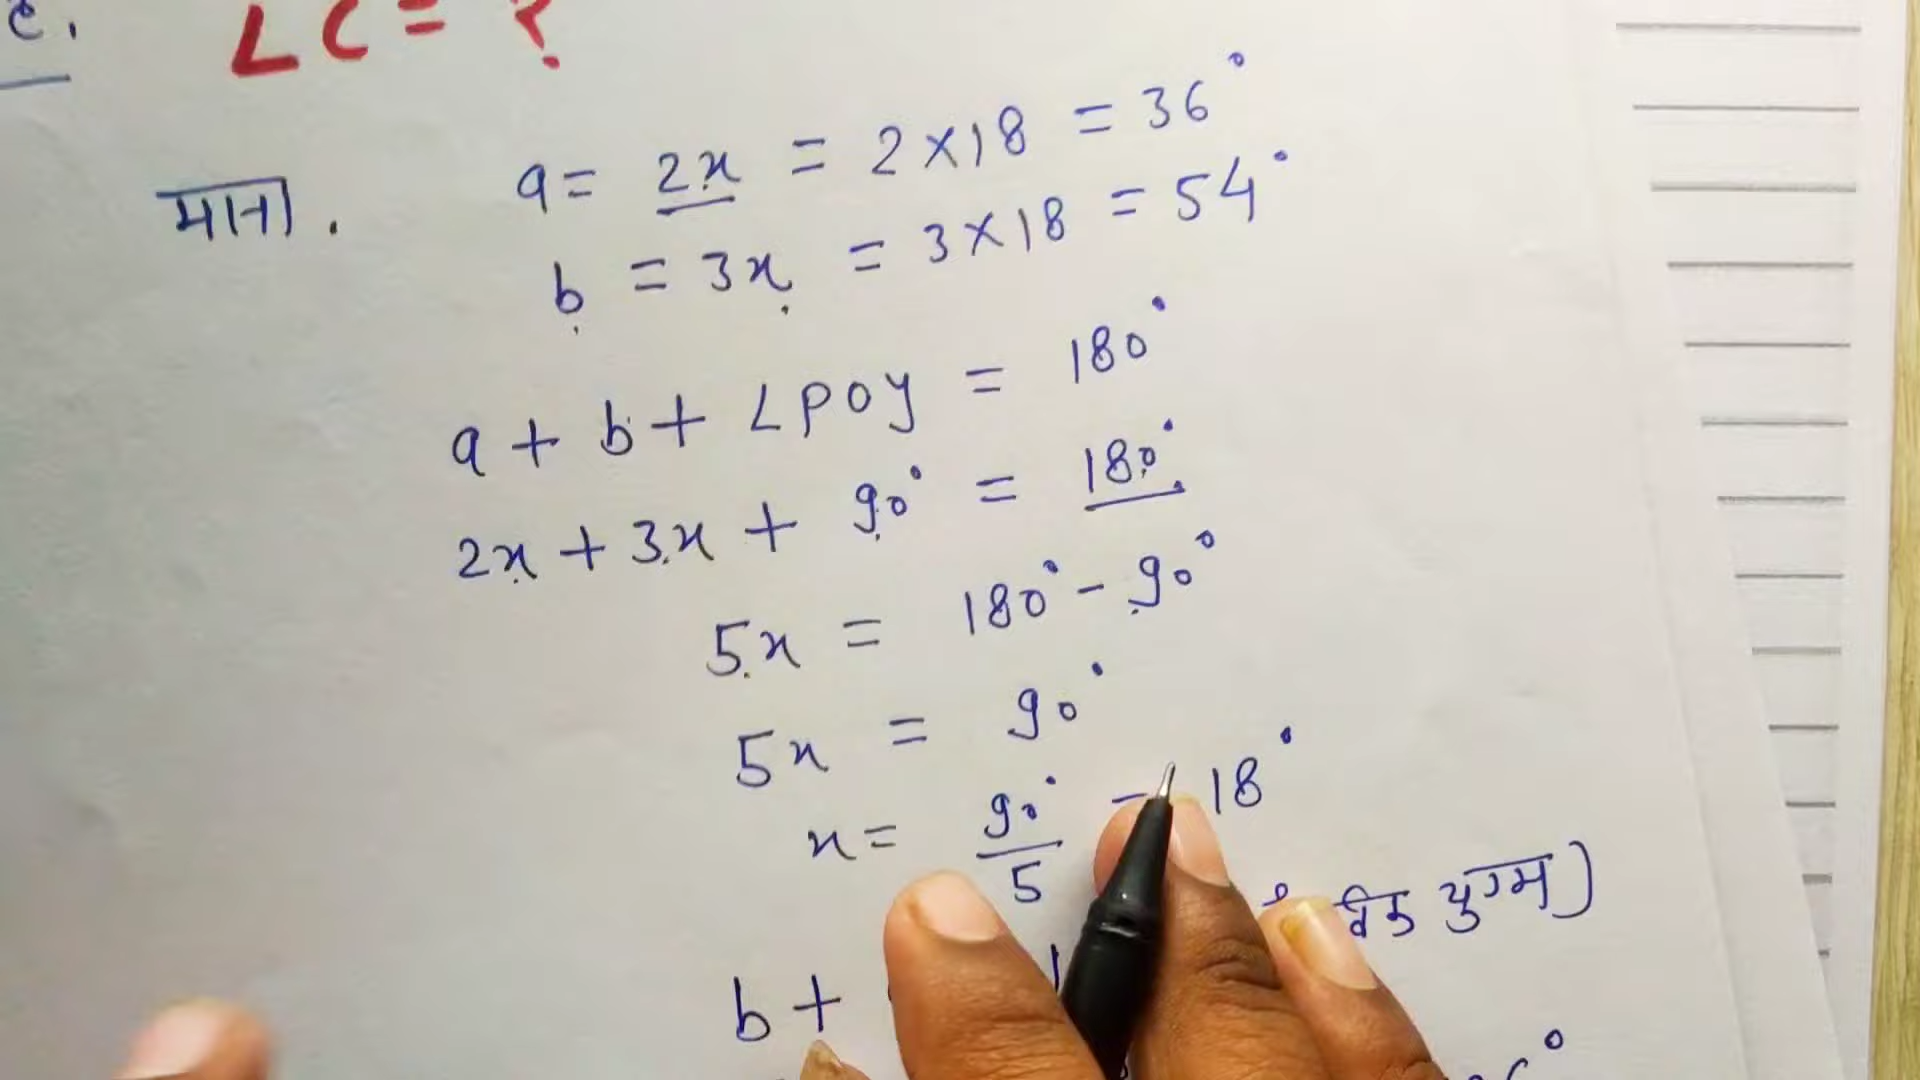 ∠C = ?
माना. a = 2x = 2×18 = 36°
b = 3x = 3×18 = 54°
a + b + ∠POY = 180°
2x + 3x + 90° = 180°
5x = 180° - 90°
5x = 90°
x = 90°/5 = 18°
युग्म)
b +